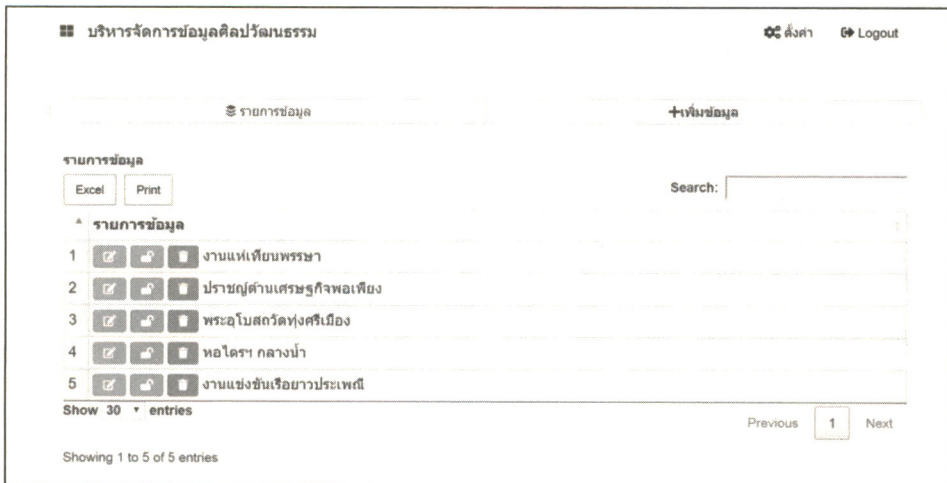 บริหารจัดการข้อมูลศิลปวัฒนธรรม ตั้งค่า Logout
รายการข้อมูล เพิ่มข้อมูล
รายการข้อมูล
Excel Print Search:
รายการข้อมูล
1 งานแห่เทียนพรรษา
2 ปราชญ์ด้านเศรษฐกิจพอเพียง
3 พระอุโบสถวัดทุ่งศรีเมือง
4 หอไตรฯ กลางน้ำ
5 งานแข่งขันเรือยาวประเพณี
Show 30 entries
Previous 1 Next
Showing 1 to 5 of 5 entries